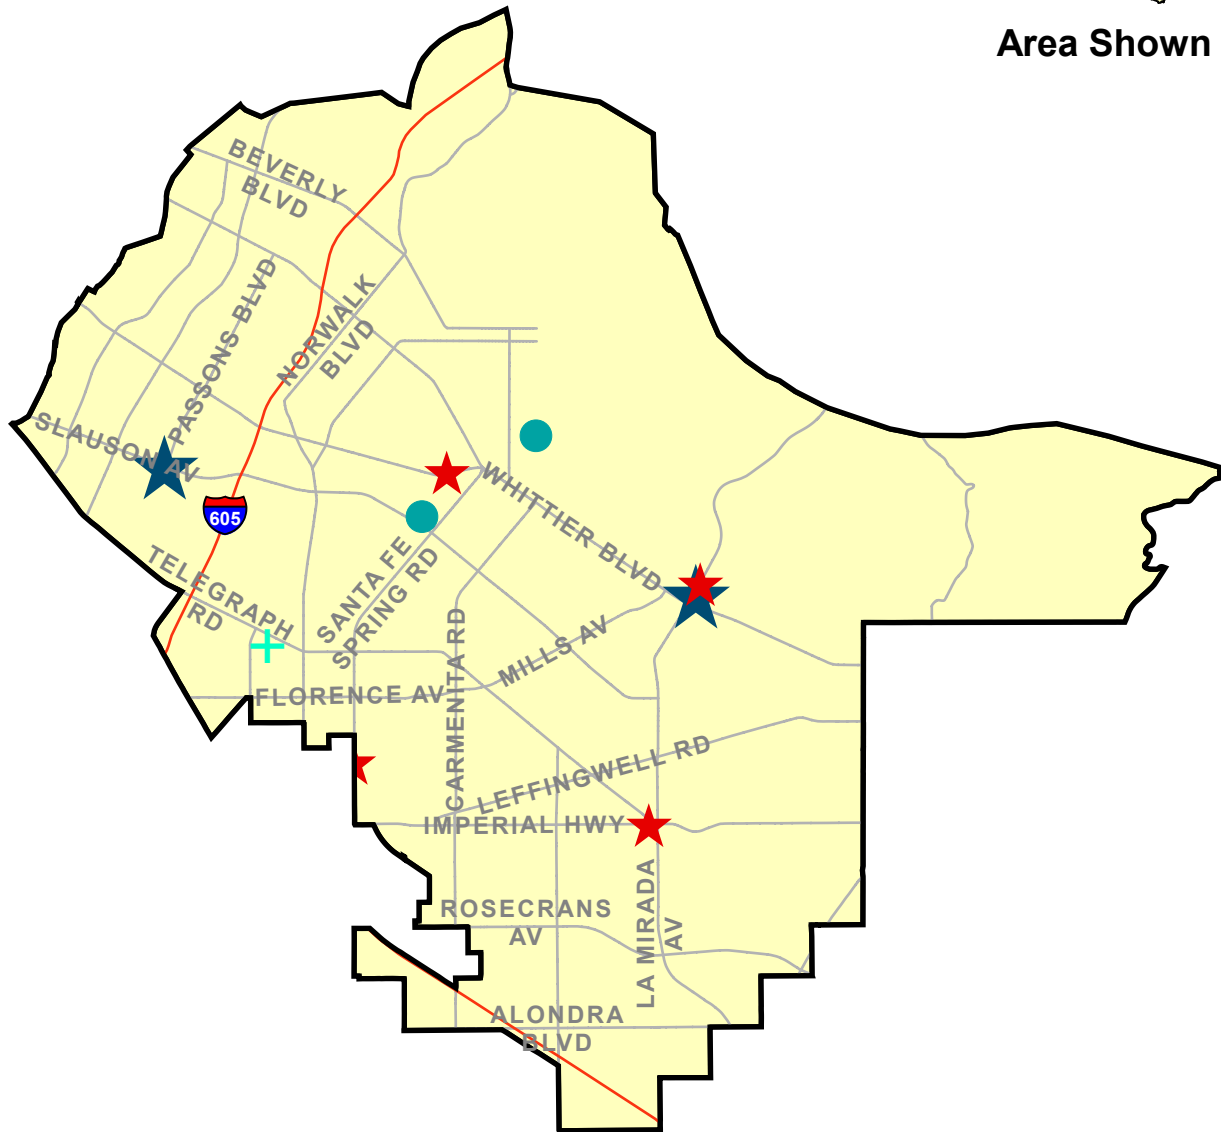 Area Shown
BEVERLY
BLVD
PASSONS BLVD
NORWALK
BLVD
SLAUSON AV
605
WHITTIER BLVD
TELEGRAPH
RD
SANTA FE
SPRING RD
CARMENITA RD
MILLS AV
FLORENCE AV
LEFFINGWELL RD
IMPERIAL HWY
LA MIRADA
AV
ROSECRANS
AV
ALONDRA
BLVD